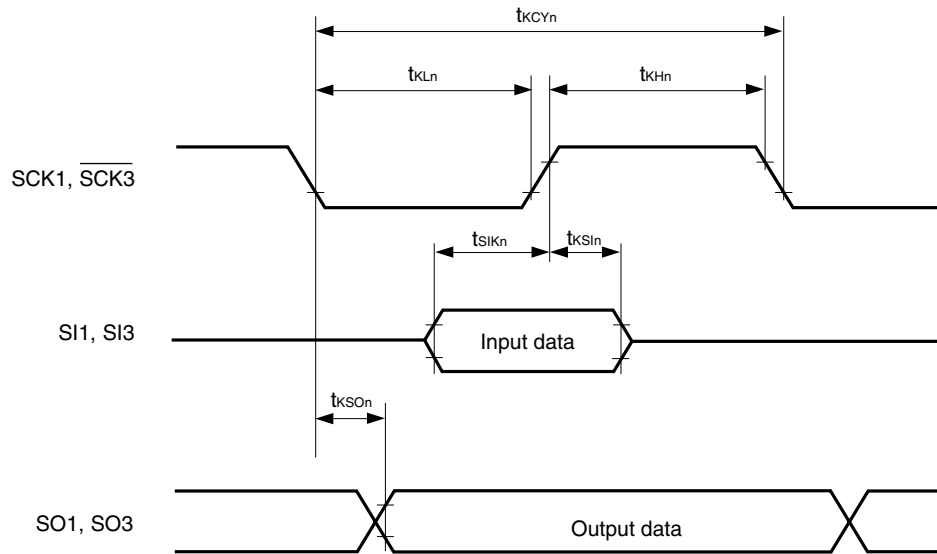 tKCYn
tKLn
tKHn
SCK1, SCK3
tSIKn
tKSIn
SI1, SI3
Input data
tKSOn
SO1, SO3
Output data